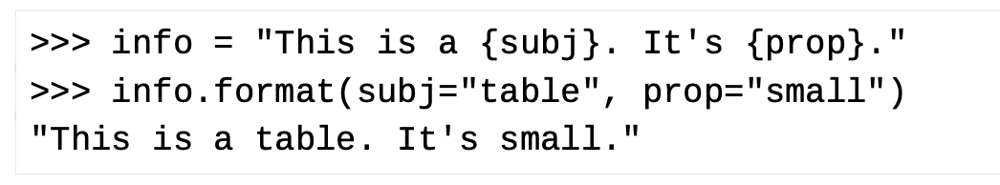 >>> info = "This is a {subj}. It's {prop}."
>>> info.format(subj="table", prop="small")
"This is a table. It's small."